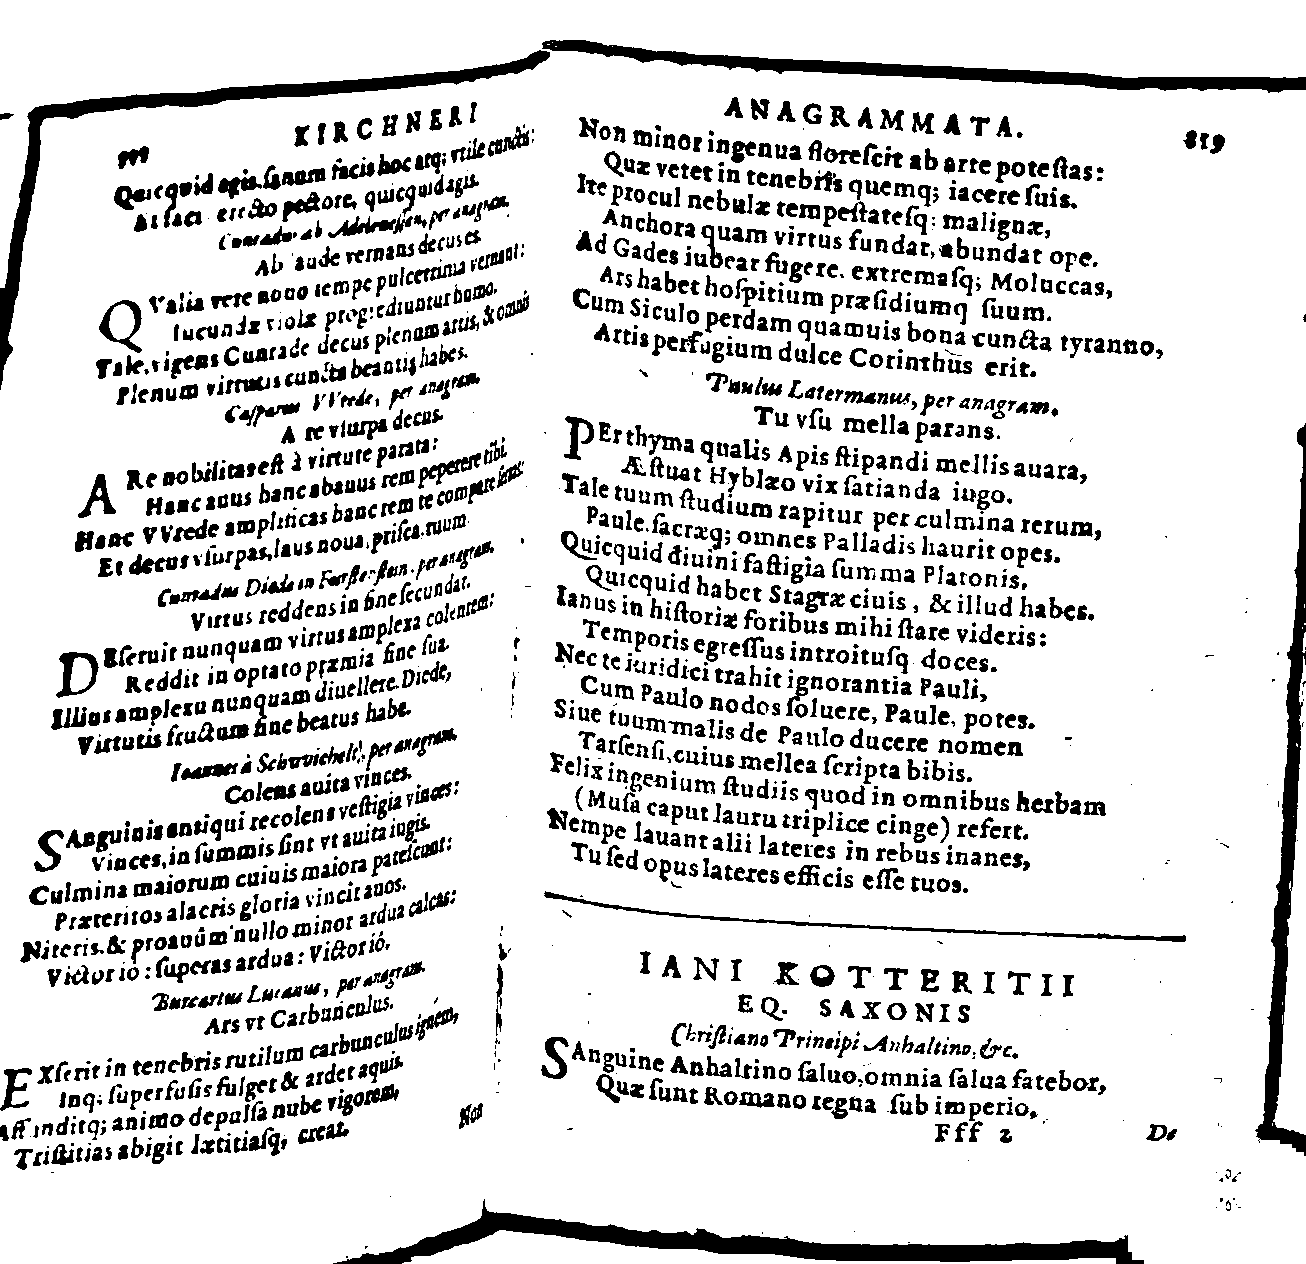 KIRCHNERI
Quicquid agis, sanum facis hoc atq; vtile cunctis:
At faci erecto pectore, quicquid agis.
Cunradus ab per anagram.
Ab laude vernans decus es.
QValia vere nouo tempe pulcerrima vernant:
Iucundæ violæ progrediuntur humo.
Tale, vigens Cunrade decus plenum artis, & omnis
Plenum virtutis cuncta beantis habes.
Casparus VVrede, per anagram.
A re vsurpa decus.
ARe nobilitas est à virtute parata:
Hanc auus hanc abauus rem peperere tibi.
Hanc VVrede amplificas hanc rem te compare
Et decus vsurpas, laus noua, prisca, tuum.
Cunradus Diede in per anagram.
Virtus reddens in fine secundat.
DEseruit nunquam virtus amplexa colentem:
Reddit in optato præmia fine sua.
Illius amplexu nunquam diuellere, Diede,
Virtutis fructum fine beatus habe.
Ioannes à Schvvichelt, per anagram.
Colens auita vinces.
SAnguinis antiqui recolens vestigia vinces:
Vinces, in summis sint vt auita iugis.
Culmina maiorum cuiuis maiora patescunt:
Præteritos alacris gloria vincit auos.
Niteris, & proauûm nullo minor ardua calcas:
Victor iô: superas ardua: Victor iô.
Burcartus Lucanus, per anagram.
Ars vt Carbunculus.
EXserit in tenebris rutilum carbunculus ignem,
Inq; superfusis fulget & ardet aquis.
Ast inditq; animo depulsa nube vigorem,
Tristitias abigit lætitiasq, creat.
Non
ANAGRAMMATA. 819
Non minor ingenua florescit ab arte potestas:
Quæ vetet in tenebris quemq; iacere suis.
Ite procul nebulæ tempestatesq; malignæ,
Anchora quam virtus fundat, abundat ope.
Ad Gades iubear fugere, extremasq; Moluccas,
Ars habet hospitium præsidiumq suum.
Cum Siculo perdam quamuis bona cuncta tyranno,
Artis perfugium dulce Corinthus erit.
Paulus Latermanus, per anagram.
Tu vsu mella parans.
PEr thyma qualis Apis stipandi mellis auara,
Æstuat Hyblæo vix satianda iugo.
Tale tuum studium rapitur per culmina rerum,
Paule, sacræq; omnes Palladis haurit opes.
Quicquid diuini fastigia summa Platonis,
Quicquid habet Stagræ ciuis, & illud habes.
Ianus in historiæ foribus mihi stare videris:
Temporis egressus introitusq doces.
Nec te iuridici trahit ignorantia Pauli,
Cum Paulo nodos soluere, Paule, potes.
Siue tuum malis de Paulo ducere nomen
Tarsensi, cuius mellea scripta bibis.
Felix ingenium studiis quod in omnibus herbam
(Musa caput lauru triplice cinge) refert.
Nempe lauant alii lateres in rebus inanes,
Tu sed opus lateres efficis esse tuos.
IANI KOTTERITII
EQ. SAXONIS
Christiano Principi Anhaltino, &c.
SAnguine Anhaltino saluo, omnia salua fatebor,
Quæ sunt Romano regna sub imperio,
Fff 2 De